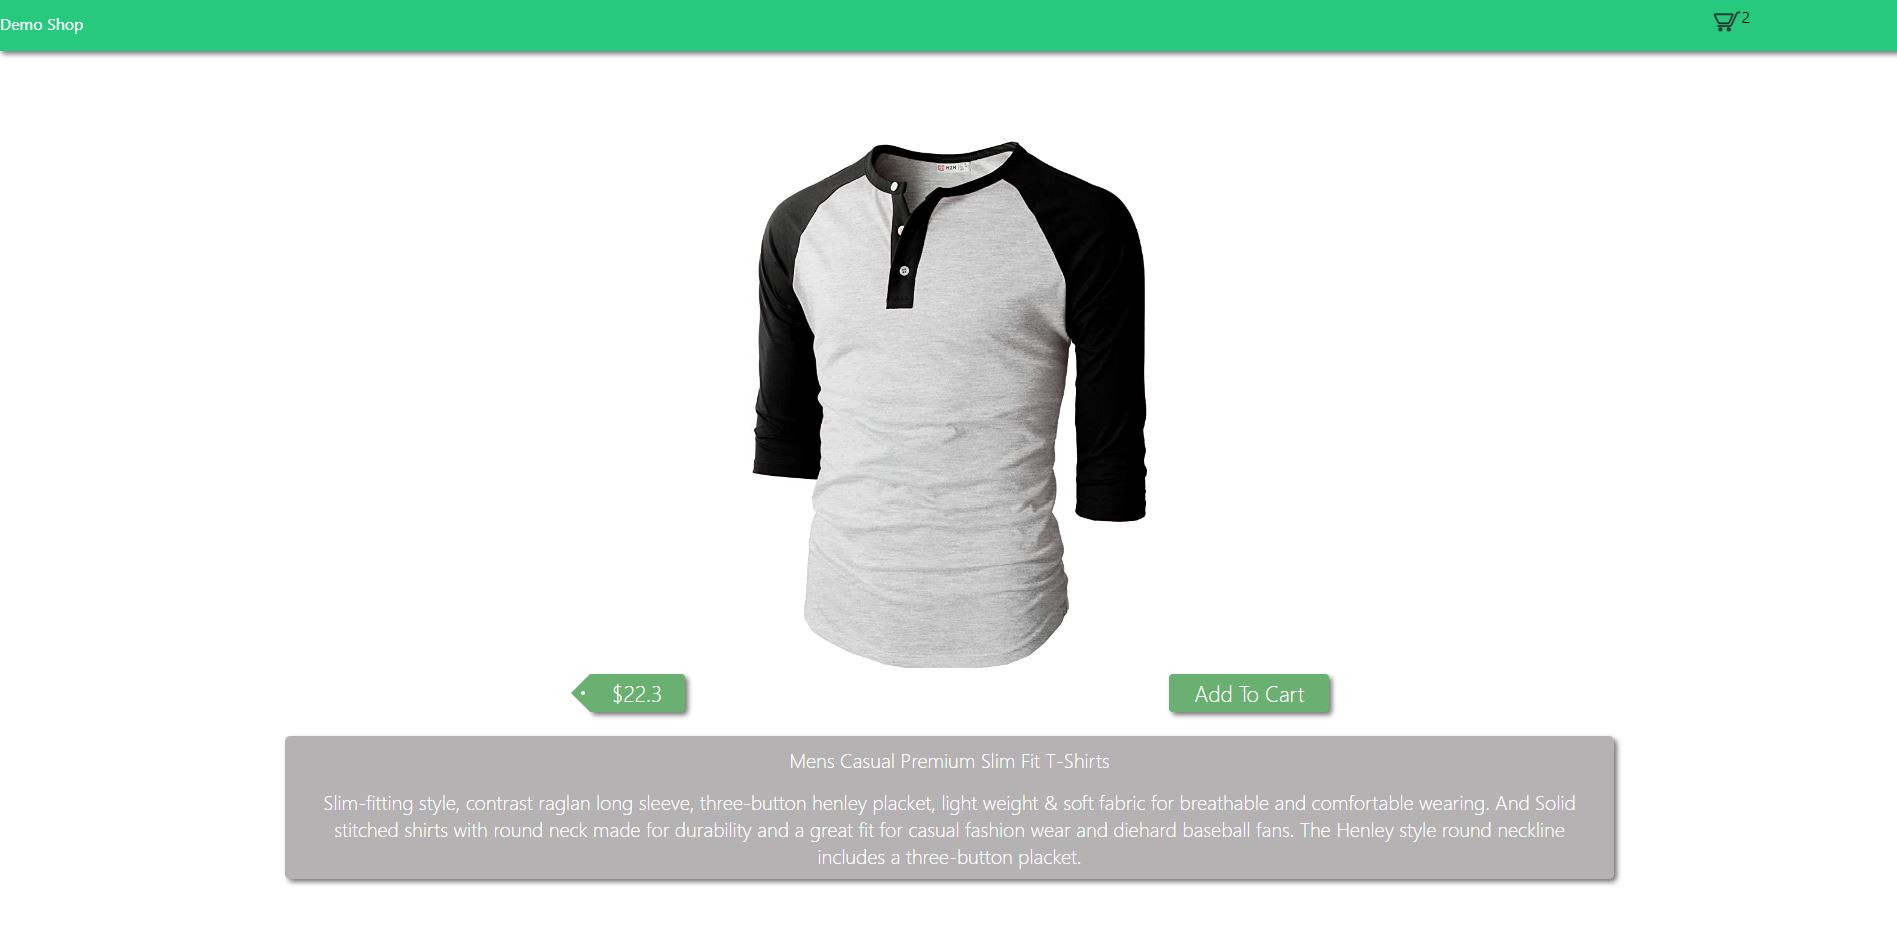 Demo Shop
2
H2H
$22.3
Add To Cart
Mens Casual Premium Slim Fit T-Shirts
Slim-fitting style, contrast raglan long sleeve, three-button henley placket, light weight & soft fabric for breathable and comfortable wearing. And Solid
stitched shirts with round neck made for durability and a great fit for casual fashion wear and diehard baseball fans. The Henley style round neckline
includes a three-button placket.